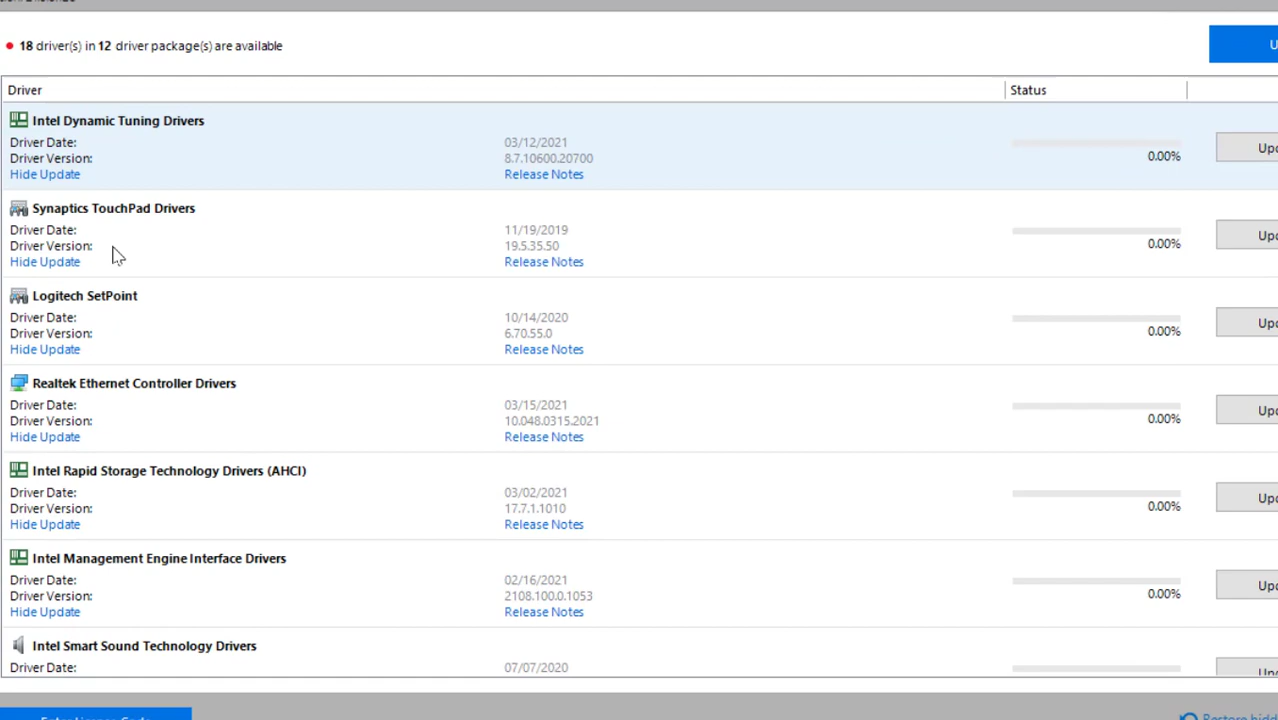 18 driver(s) in 12 driver package(s) are available
Driver Status
Intel Dynamic Tuning Drivers
Driver Date: 03/12/2021
Driver Version: 8.7.10600.20700 0.00%
Hide Update Release Notes
Synaptics TouchPad Drivers
Driver Date: 11/19/2019
Driver Version: 19.5.35.50 0.00%
Hide Update Release Notes
Logitech SetPoint
Driver Date: 10/14/2020
Driver Version: 6.70.55.0 0.00%
Hide Update Release Notes
Realtek Ethernet Controller Drivers
Driver Date: 03/15/2021
Driver Version: 10.048.0315.2021 0.00%
Hide Update Release Notes
Intel Rapid Storage Technology Drivers (AHCI)
Driver Date: 03/02/2021
Driver Version: 17.7.1.1010 0.00%
Hide Update Release Notes
Intel Management Engine Interface Drivers
Driver Date: 02/16/2021
Driver Version: 2108.100.0.1053 0.00%
Hide Update Release Notes
Intel Smart Sound Technology Drivers
Driver Date: 07/07/2020